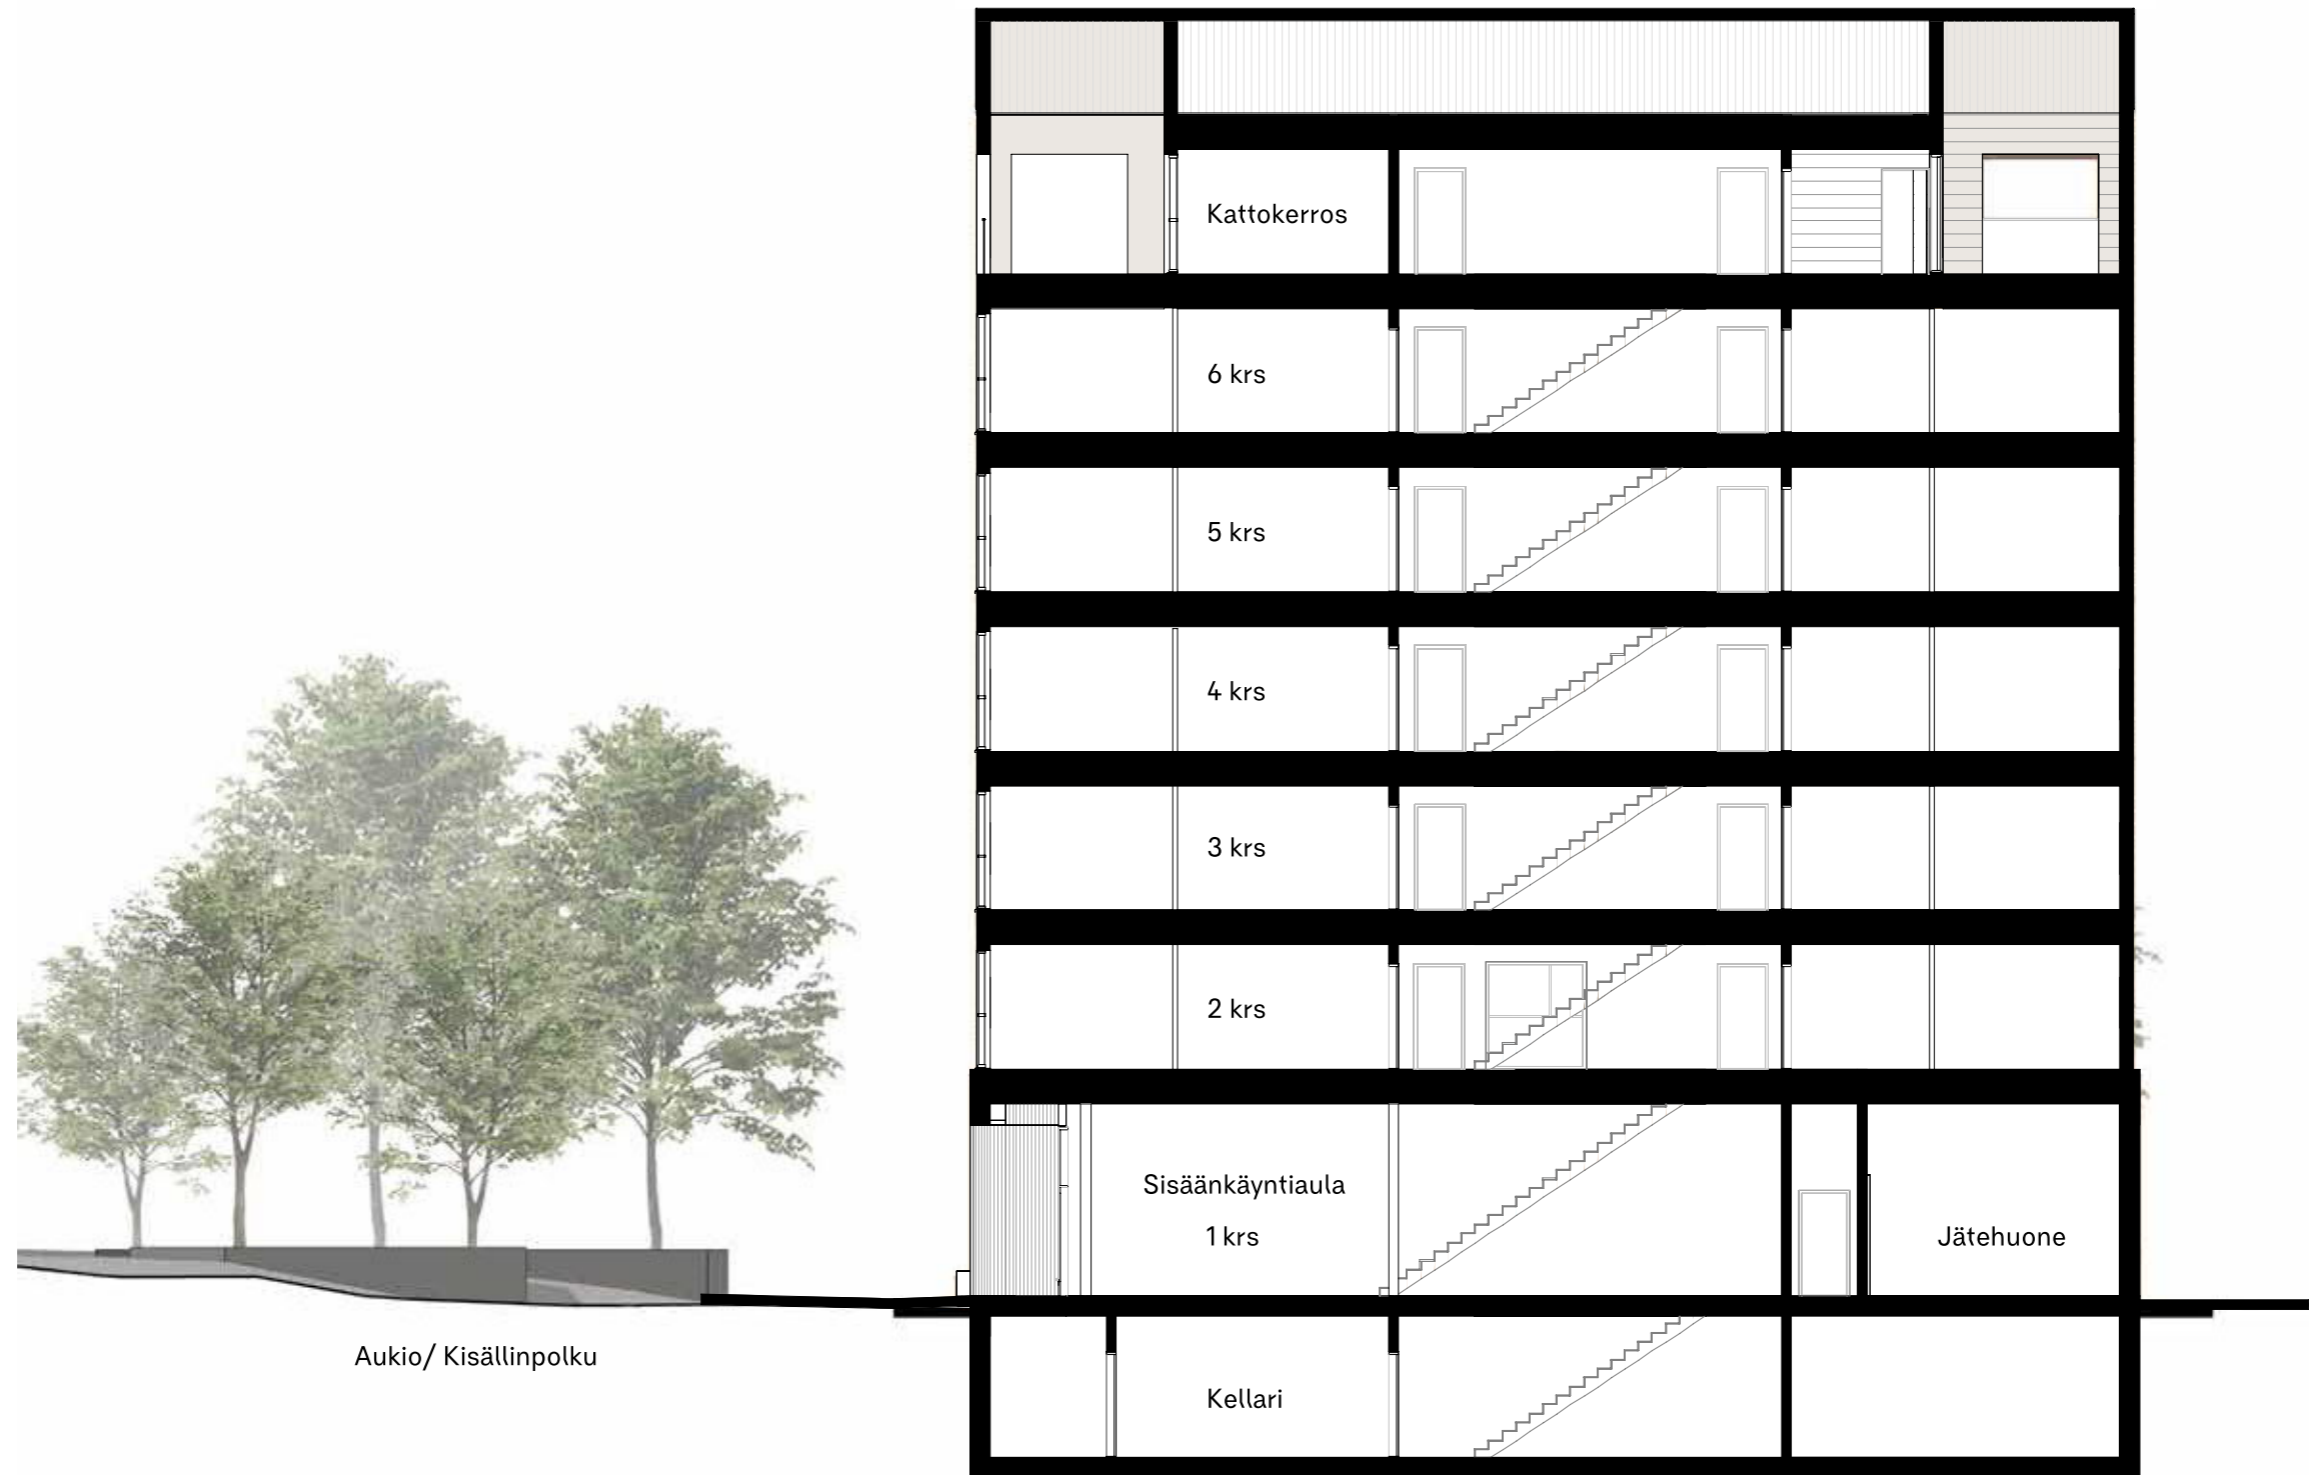 Kattokerros
6 krs
5 krs
4 krs
3 krs
2 krs
Sisäänkäyntiaula
1 krs
Jätehuone
Aukio/ Kisällinpolku
Kellari